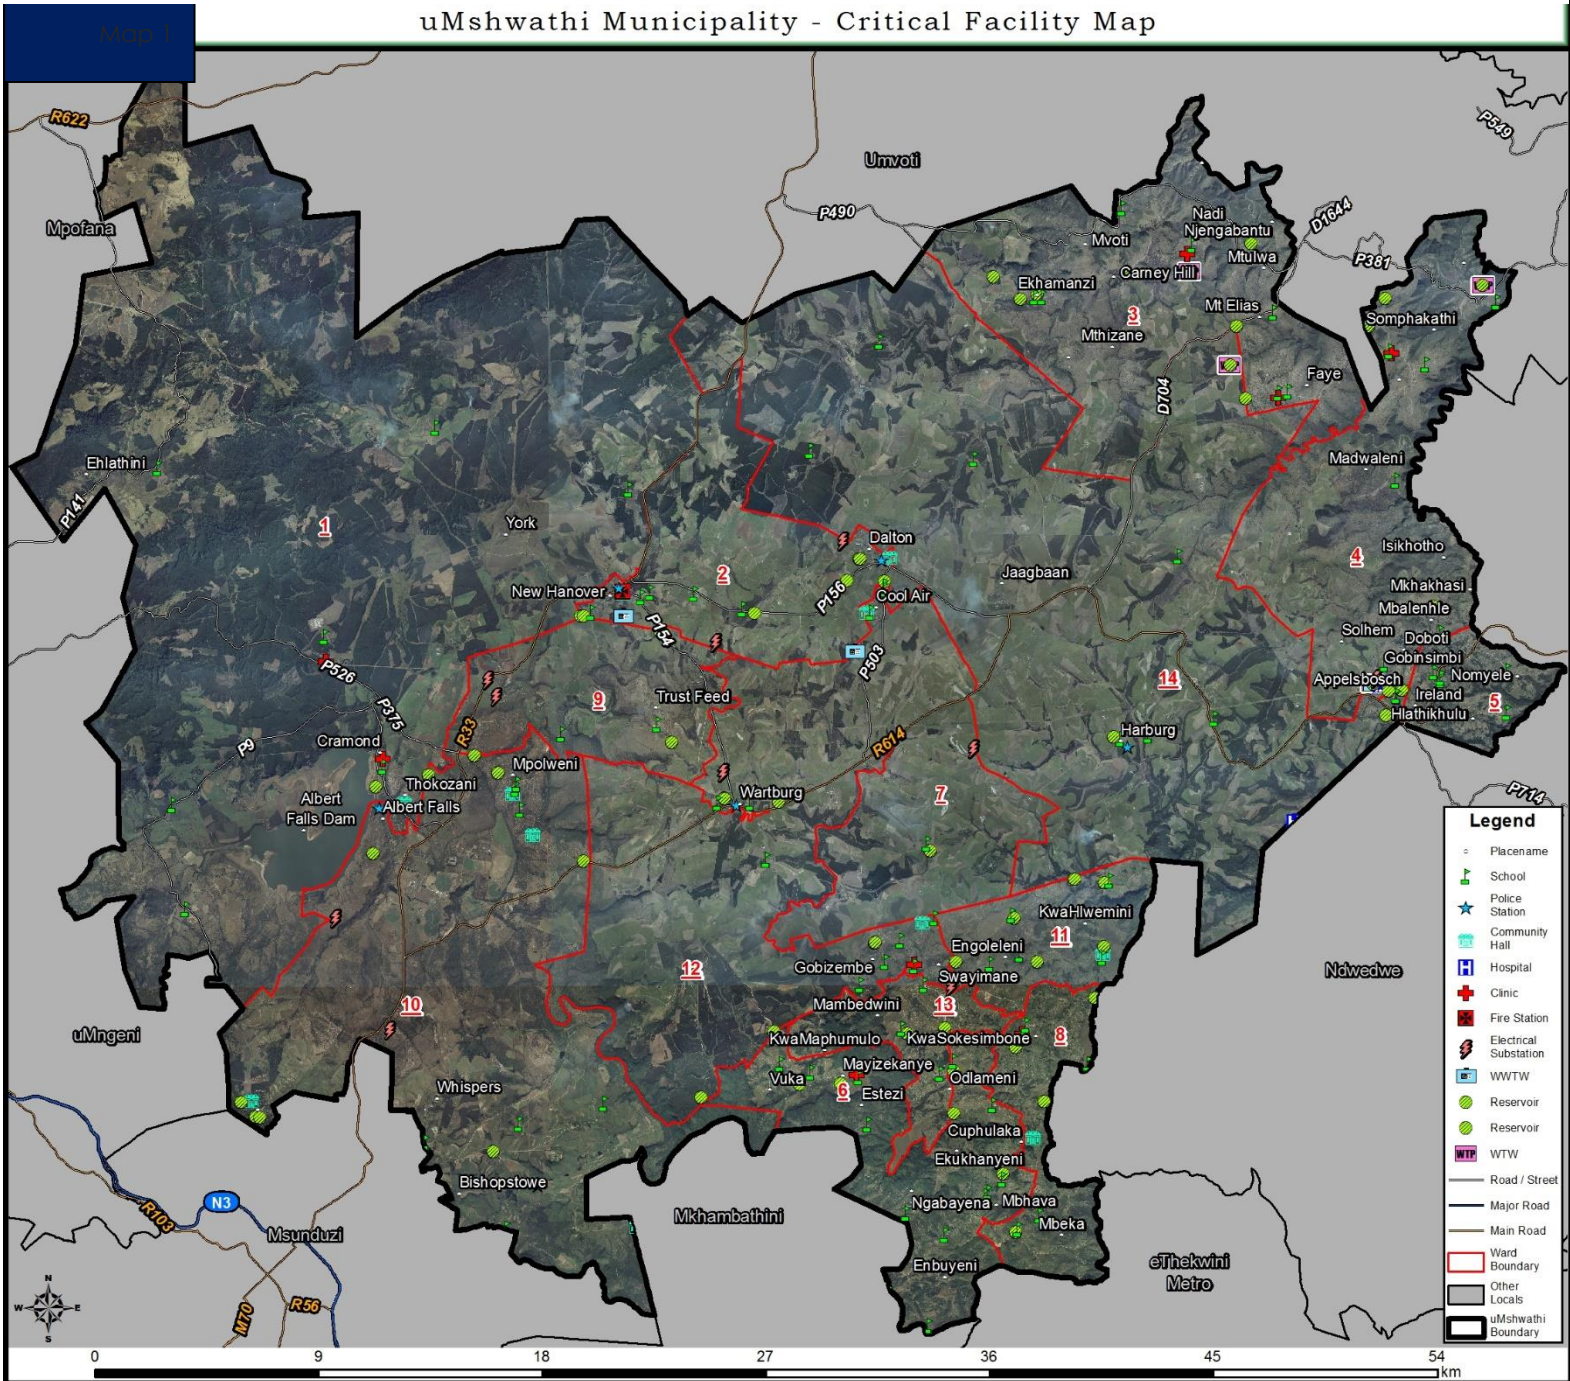 Map 1
uMshwathi Municipality - Critical Facility Map
R622
P549
Umvoti
Mpofana
P490
Nadi
Njengabantu
D1644
Mvoti
Mtulwa
P381
Carney Hill
Ekhamanzi
Mt Elias
3
Somphakathi
Mthizane
Faye
D704
Ehlathini
Madwaleni
P141
1
York
Dalton
Isikhotho
4
2
Jaagbaan
Mkhakhasi
New Hanover
P156
Cool Air
Mbalenhle
P154
Solhem
Doboti
P503
Gobinsimbi
P526
14
Appelsbosch
Nomyele
9
Trust Feed
Ireland
5
P375
Hlathikhulu
R33
R614
Harburg
P9
Cramond
Mpolweni
Thokozani
Wartburg
7
P714
Albert
Falls Dam
Albert Falls
KwaHlwemini
11
Engoleleni
Gobizembe
12
Swayimane
Ndwedwe
10
Mambedwini
13
uMngeni
KwaMaphumulo
KwaSokesimbone
8
Mayizekanye
Vuka
Odlameni
Whispers
6
Estezi
Cuphulaka
Ekukhanyeni
Bishopstowe
N3
Ngabayena
Mbhava
R103
Mkhambathini
Mbeka
Msunduzi
Enbuyeni
eThekwini
Metro
M70
R56
N
W
E
S
Legend
Placename
School
Police
Station
Community
Hall
H
Hospital
Clinic
Fire Station
Electrical
Substation
WWTW
Reservoir
Reservoir
WTP
WTW
Road / Street
Major Road
Main Road
Ward
Boundary
Other
Locals
uMshwathi
Boundary
0
9
18
27
36
45
54
km